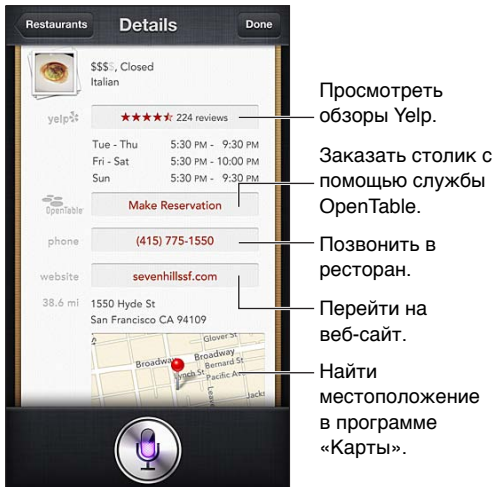 Restaurants
Details
Done
$$$$, Closed
Italian
yelp
224 reviews
Tue - Thu 5:30 PM - 9:30 PM
Fri - Sat 5:30 PM - 10:00 PM
Sun 5:30 PM - 9:30 PM
OpenTable
Make Reservation
phone (415) 775-1550
website sevenhillssf.com
38.6 mi 1550 Hyde St
San Francisco CA 94109
Glover St
Broadway
Broadway
Bernard St
Lynch St
Pacific Ave
Leave
Jacks
Просмотреть
обзоры Yelp.
Заказать столик с
помощью службы
OpenTable.
Позвонить в
ресторан.
Перейти на
веб-сайт.
Найти
местоположение
в программе
«Карты».